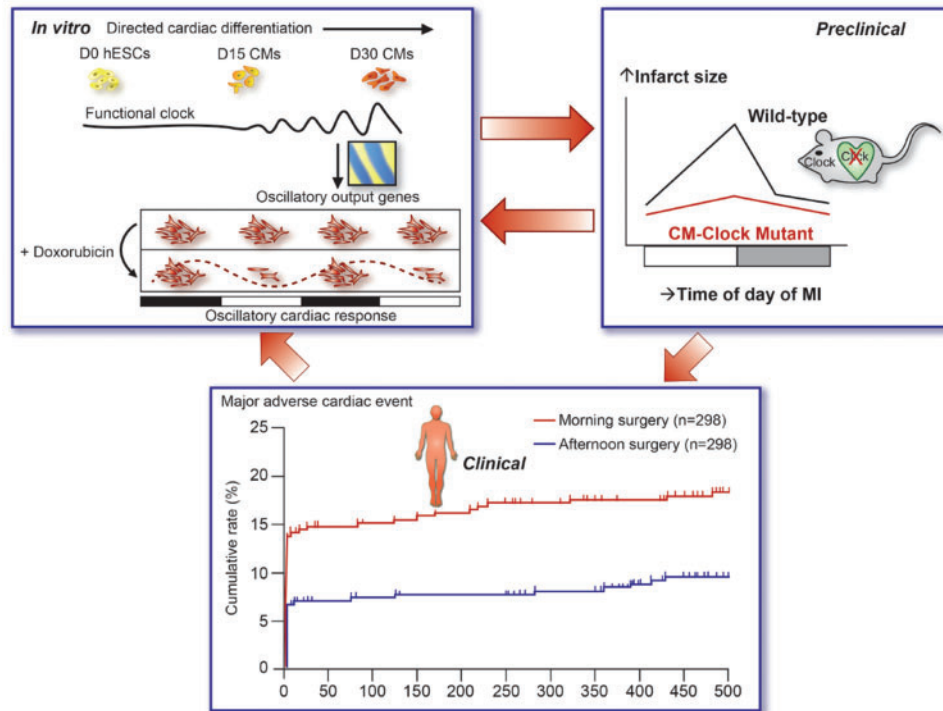 In vitro Directed cardiac differentiation
D0 hESCs D15 CMs D30 CMs
Functional clock
Oscillatory output genes
+ Doxorubicin
Oscillatory cardiac response
Preclinical
↑Infarct size
Wild-type
Clock Clock
CM-Clock Mutant
→Time of day of MI
Major adverse cardiac event
Morning surgery (n=298)
Afternoon surgery (n=298)
Clinical
Cumulative rate (%)
25
20
15
10
5
0
0 50 100 150 200 250 300 350 400 450 500